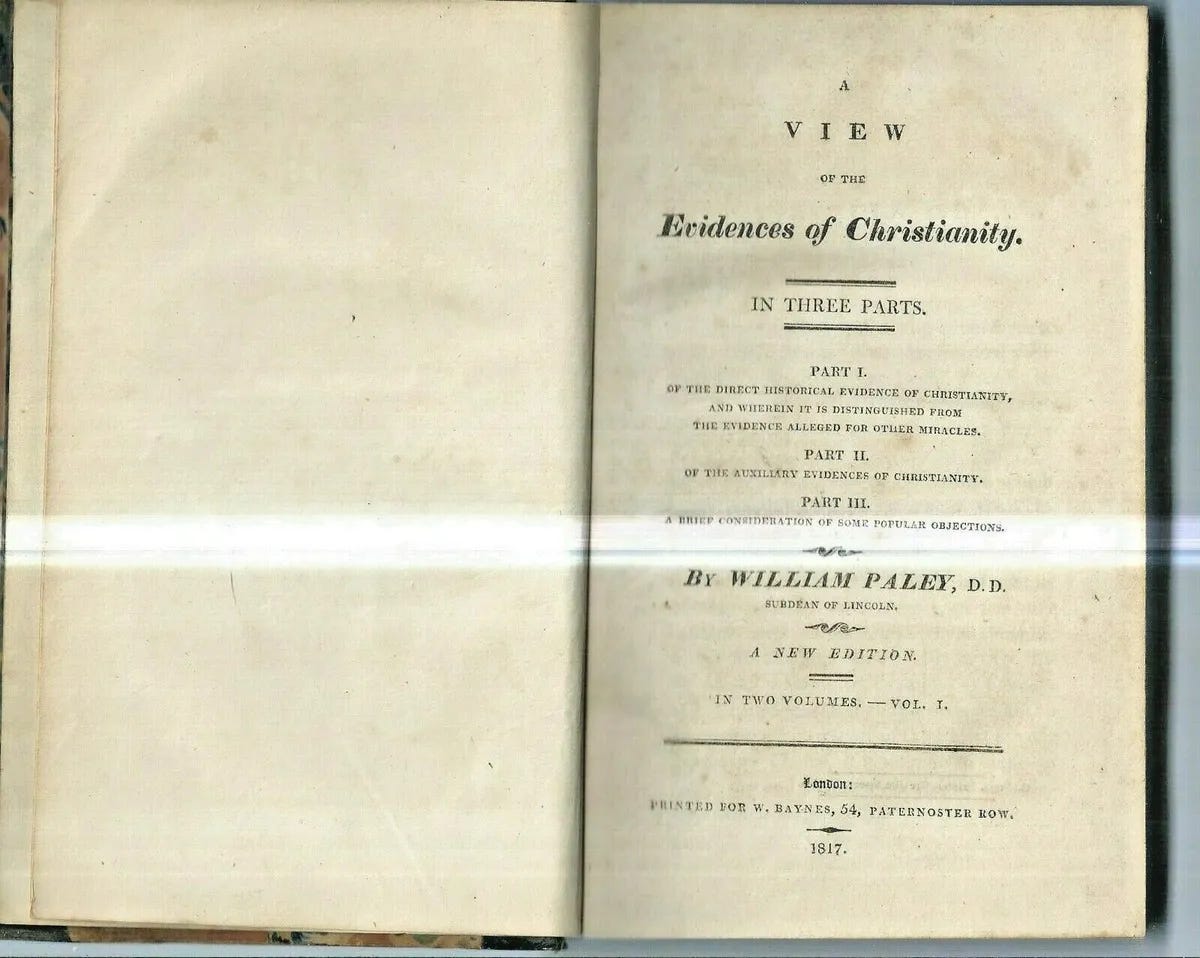 A
VIEW
OF THE
Evidences of Christianity.
IN THREE PARTS.
PART I.
OF THE DIRECT HISTORICAL EVIDENCE OF CHRISTIANITY,
AND WHEREIN IT IS DISTINGUISHED FROM
THE EVIDENCE ALLEGED FOR OTHER MIRACLES.
PART II.
OF THE AUXILIARY EVIDENCES OF CHRISTIANITY.
PART III.
A BRIEF CONSIDERATION OF SOME POPULAR OBJECTIONS.
BY WILLIAM PALEY, D.D.
SUBDEAN OF LINCOLN.
A NEW EDITION.
IN TWO VOLUMES.—VOL. I.
London:
PRINTED FOR W. BAYNES, 54, PATERNOSTER ROW.
1817.